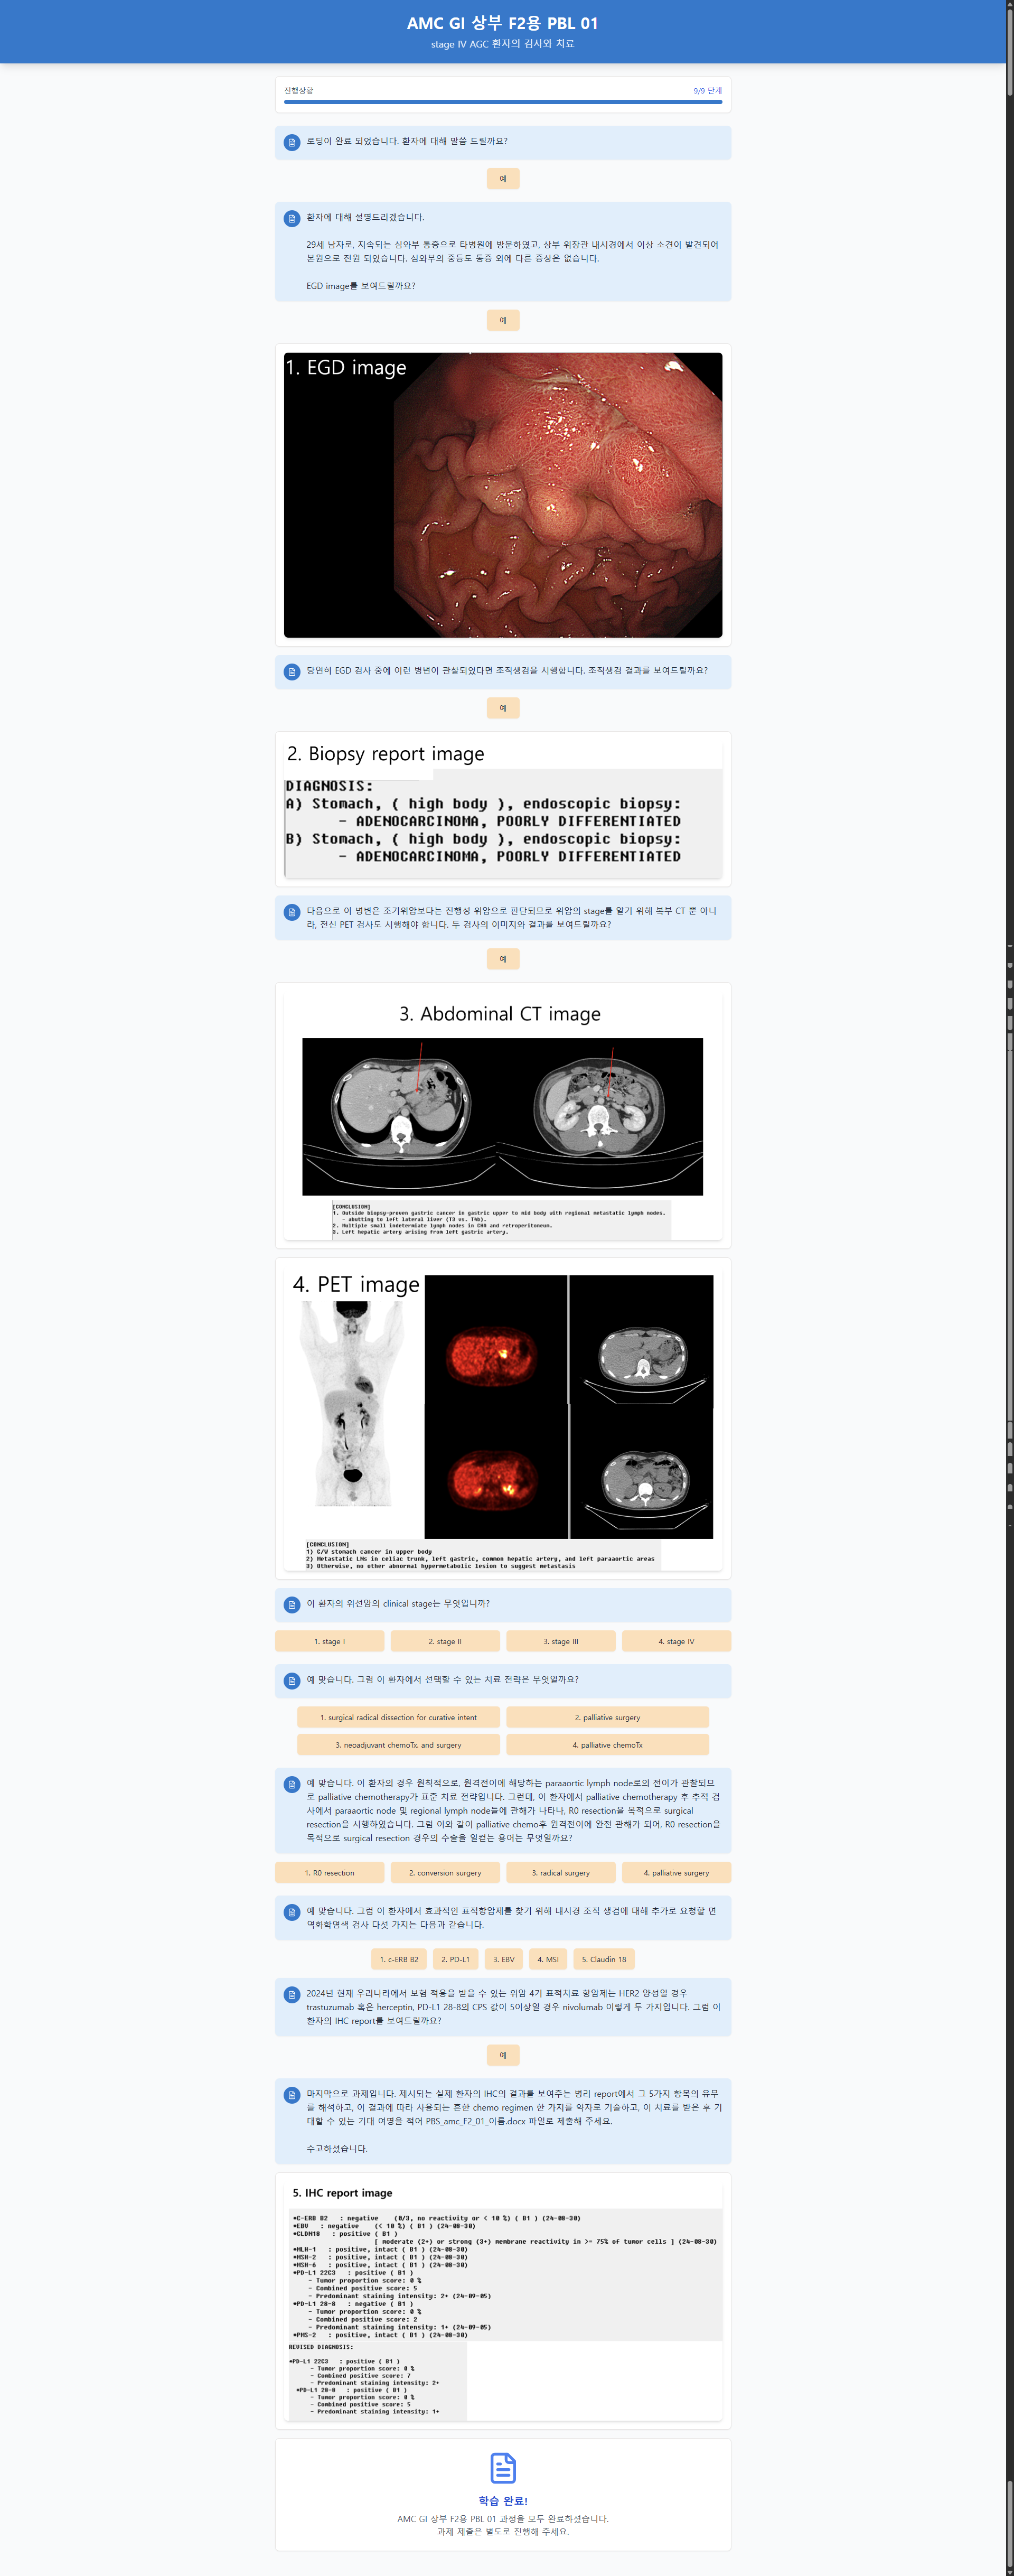 AMC GI 상부 F2용 PBL 01
stage IV AGC 환자의 검사와 치료
진행상황
9/9 단계
로딩이 완료 되었습니다. 환자에 대해 말씀 드릴까요?
예
환자에 대해 설명드리겠습니다.
29세 남자로, 지속되는 심와부 통증으로 타병원에 방문하였고, 상부 위장관 내시경에서 이상 소견이 발견되어
본원으로 전원 되었습니다. 심와부의 중등도 통증 외에 다른 증상은 없습니다.
EGD image를 보여드릴까요?
예
1. EGD image
당연히 EGD 검사 중에 이런 병변이 관찰되었다면 조직생검을 시행합니다. 조직생검 결과를 보여드릴까요?
예
2. Biopsy report image
DIAGNOSIS:
A) Stomach, ( high body ), endoscopic biopsy:
- ADENOCARCINOMA, POORLY DIFFERENTIATED
B) Stomach, ( high body ), endoscopic biopsy:
- ADENOCARCINOMA, POORLY DIFFERENTIATED
다음으로 이 병변은 조기위암보다는 진행성 위암으로 판단되므로 위암의 stage를 알기 위해 복부 CT 뿐 아니
라, 전신 PET 검사도 시행해야 합니다. 두 검사의 이미지와 결과를 보여드릴까요?
예
3. Abdominal CT image
[CONCLUSION]
1. Outside biopsy-proven gastric cancer in gastric upper to mid body with regional metastatic lymph nodes.
- abutting to left lateral liver (T3 vs. T4b).
2. Multiple small indetermiate lymph nodes in CHA and retroperitoneum.
3. Left hepatic artery arising from left gastric artery.
4. PET image
[CONCLUSION]
1) C/W stomach cancer in upper body
2) Metastatic LNs in celiac trunk, left gastric, common hepatic artery, and left paraaortic areas
3) Otherwise, no other abnormal hypermetabolic lesion to suggest metastasis
이 환자의 위선암의 clinical stage는 무엇입니까?
1. stage I
2. stage II
3. stage III
4. stage IV
예 맞습니다. 그럼 이 환자에서 선택할 수 있는 치료 전략은 무엇일까요?
1. surgical radical dissection for curative intent
2. palliative surgery
3. neoadjuvant chemoTx. and surgery
4. palliative chemoTx
예 맞습니다. 이 환자의 경우 원칙적으로, 원격전이에 해당하는 paraaortic lymph node로의 전이가 관찰되므
로 palliative chemotherapy가 표준 치료 전략입니다. 그런데, 이 환자에서 palliative chemotherapy 후 추적 검
사에서 paraaortic node 및 regional lymph node들에 관해가 나타나, R0 resection을 목적으로 surgical
resection을 시행하였습니다. 그럼 이와 같이 palliative chemo후 원격전이에 완전 관해가 되어, R0 resection을
목적으로 surgical resection 경우의 수술을 일컫는 용어는 무엇일까요?
1. R0 resection
2. conversion surgery
3. radical surgery
4. palliative surgery
예 맞습니다. 그럼 이 환자에서 효과적인 표적항암제를 찾기 위해 내시경 조직 생검에 대해 추가로 요청할 면
역화학염색 검사 다섯 가지는 다음과 같습니다.
1. c-ERB B2
2. PD-L1
3. EBV
4. MSI
5. Claudin 18
2024년 현재 우리나라에서 보험 적용을 받을 수 있는 위암 4기 표적치료 항암제는 HER2 양성일 경우
trastuzumab 혹은 herceptin, PD-L1 28-8의 CPS 값이 5이상일 경우 nivolumab 이렇게 두 가지입니다. 그럼 이
환자의 IHC report를 보여드릴까요?
예
마지막으로 과제입니다. 제시되는 실제 환자의 IHC의 결과를 보여주는 병리 report에서 그 5가지 항목의 유무
를 해석하고, 이 결과에 따라 사용되는 흔한 chemo regimen 한 가지를 약자로 기술하고, 이 치료를 받은 후 기
대할 수 있는 기대 여명을 적어 PBS_amc_F2_01_이름.docx 파일로 제출해 주세요.
수고하셨습니다.
5. IHC report image
*C-ERB B2 : negative (0/3, no reactivity or < 10 %) ( B1 ) (24-08-30)
*EBV : negative (< 10 %) ( B1 ) (24-08-30)
*CLDN18 : positive ( B1 )
[ moderate (2+) or strong (3+) membrane reactivity in >= 75% of tumor cells ] (24-08-30)
*MLH-1 : positive, intact ( B1 ) (24-08-30)
*MSH-2 : positive, intact ( B1 ) (24-08-30)
*MSH-6 : positive, intact ( B1 ) (24-08-30)
*PD-L1 22C3 : positive ( B1 )
- Tumor proportion score: 0 %
- Combined positive score: 5
- Predominant staining intensity: 2+ (24-09-05)
*PD-L1 28-8 : negative ( B1 )
- Tumor proportion score: 0 %
- Combined positive score: 2
- Predominant staining intensity: 1+ (24-09-05)
*PMS-2 : positive, intact ( B1 ) (24-08-30)
REVISED DIAGNOSIS:
*PD-L1 22C3 : positive ( B1 )
- Tumor proportion score: 0 %
- Combined positive score: 7
- Predominant staining intensity: 2+
*PD-L1 28-8 : positive ( B1 )
- Tumor proportion score: 0 %
- Combined positive score: 5
- Predominant staining intensity: 1+
학습 완료!
AMC GI 상부 F2용 PBL 01 과정을 모두 완료하셨습니다.
과제 제출은 별도로 진행해 주세요.